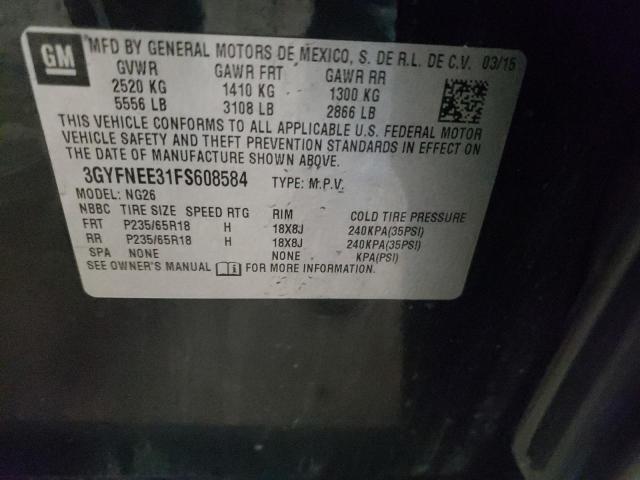 GM
MFD BY GENERAL MOTORS DE MEXICO, S. DE R.L. DE C.V. 03/15
GVWR GAWR FRT GAWR RR
2520 KG 1410 KG 1300 KG
5556 LB 3108 LB 2866 LB
THIS VEHICLE CONFORMS TO ALL APPLICABLE U.S. FEDERAL MOTOR
VEHICLE SAFETY AND THEFT PREVENTION STANDARDS IN EFFECT ON
THE DATE OF MANUFACTURE SHOWN ABOVE.
3GYFNEE31FS608584 TYPE: M.P.V.
MODEL: NG26
NBBC TIRE SIZE SPEED RTG RIM COLD TIRE PRESSURE
FRT P235/65R18 H 18X8J 240KPA(35PSI)
RR P235/65R18 H 18X8J 240KPA(35PSI)
SPA NONE NONE KPA(PSI)
SEE OWNER'S MANUAL FOR MORE INFORMATION.